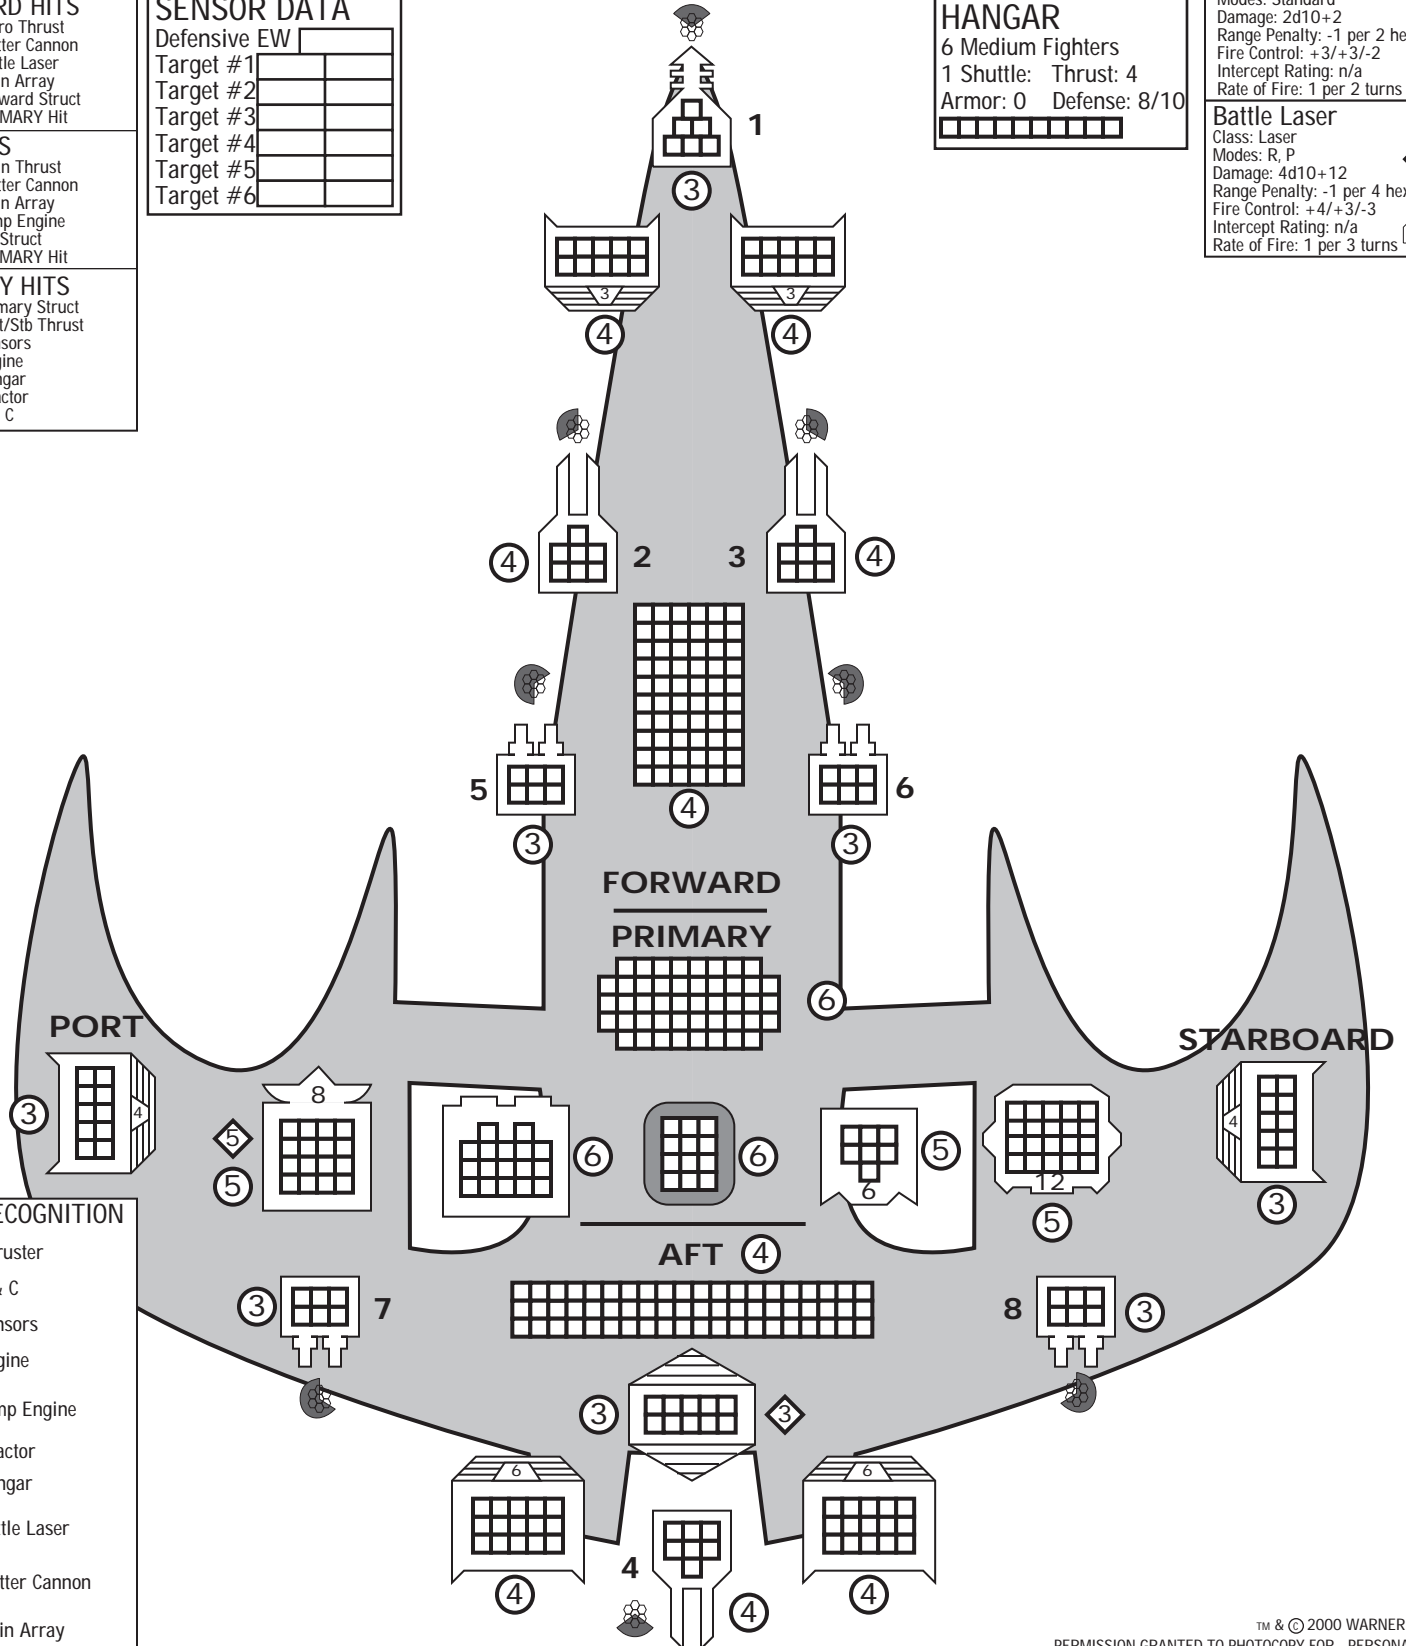 RD HITS
ro Thrust
ter Cannon
tle Laser
n Array
ward Struct
MARY Hit
S
in Thrust
ter Cannon
in Array
mp Engine
Struct
MARY Hit
Y HITS
mary Struct
t/Stb Thrust
nsors
gine
ngar
actor
C
SENSOR DATA
Defensive EW
Target #1
Target #2
Target #3
Target #4
Target #5
Target #6
HANGAR
6 Medium Fighters
1 Shuttle: Thrust: 4
Armor: 0 Defense: 8/10
Modes: Standard
Damage: 2d10+2
Range Penalty: -1 per 2 he
Fire Control: +3/+3/-2
Intercept Rating: n/a
Rate of Fire: 1 per 2 turns
Battle Laser
Class: Laser
Modes: R, P
Damage: 4d10+12
Range Penalty: -1 per 4 hex
Fire Control: +4/+3/-3
Intercept Rating: n/a
Rate of Fire: 1 per 3 turns
1
3
3 3
4 4
4 2 3 4
5 6
4
3 3
FORWARD
PRIMARY
6
PORT
STARBOARD
3 4
8
5
5
6
6
5
6
12
5
4
3
AFT 4
3 7
8 3
3 3
6 6
4
4 4 4
ECOGNITION
ruster
& C
nsors
gine
mp Engine
actor
ngar
ttle Laser
tter Cannon
in Array
TM & © 2000 WARNER
PERMISSION GRANTED TO PHOTOCOPY FOR PERSON